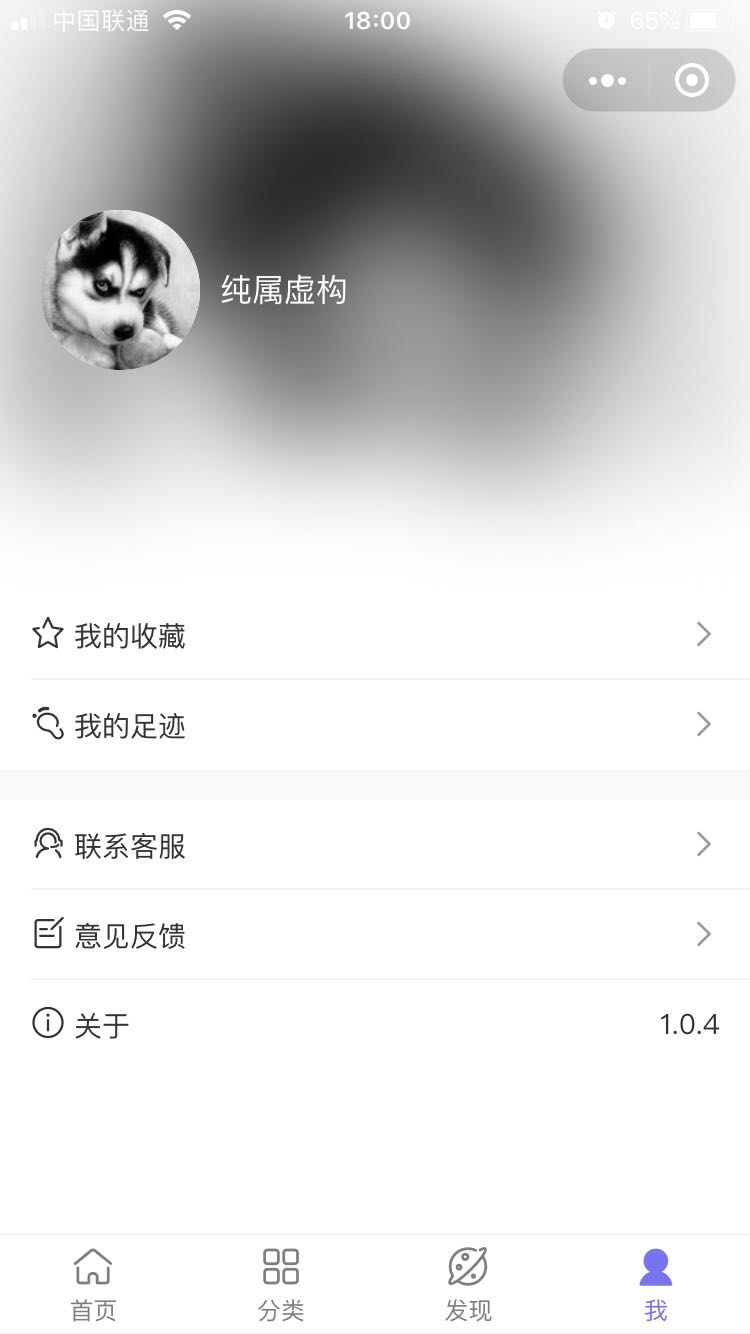 中国联通 18:00 65%
纯属虚构
我的收藏
我的足迹
联系客服
意见反馈
关于 1.0.4
首页 分类 发现 我